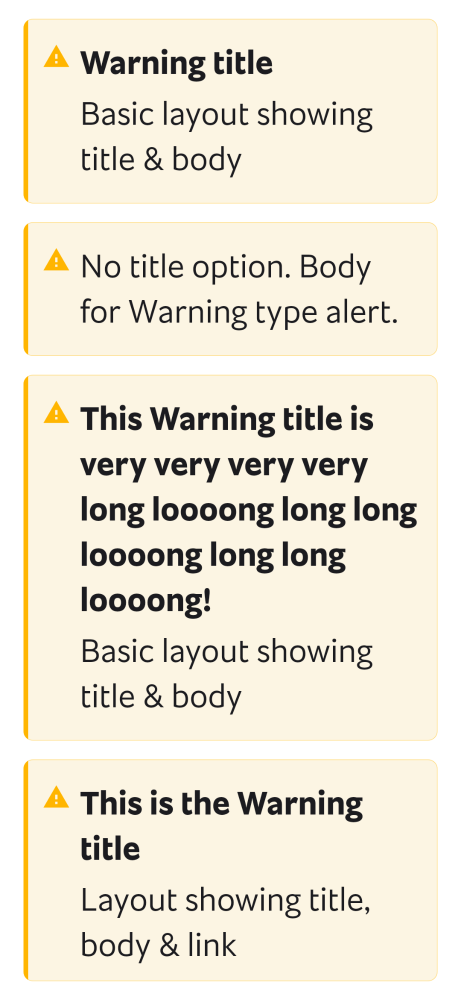 Warning title
Basic layout showing
title & body
No title option. Body
for Warning type alert.
This Warning title is
very very very very
long loooong long long
loooong long long
loooong!
Basic layout showing
title & body
This is the Warning
title
Layout showing title,
body & link